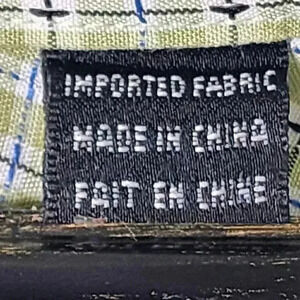 IMPORTED FABRIC
MADE IN CHINA
FAIT EN CHINE